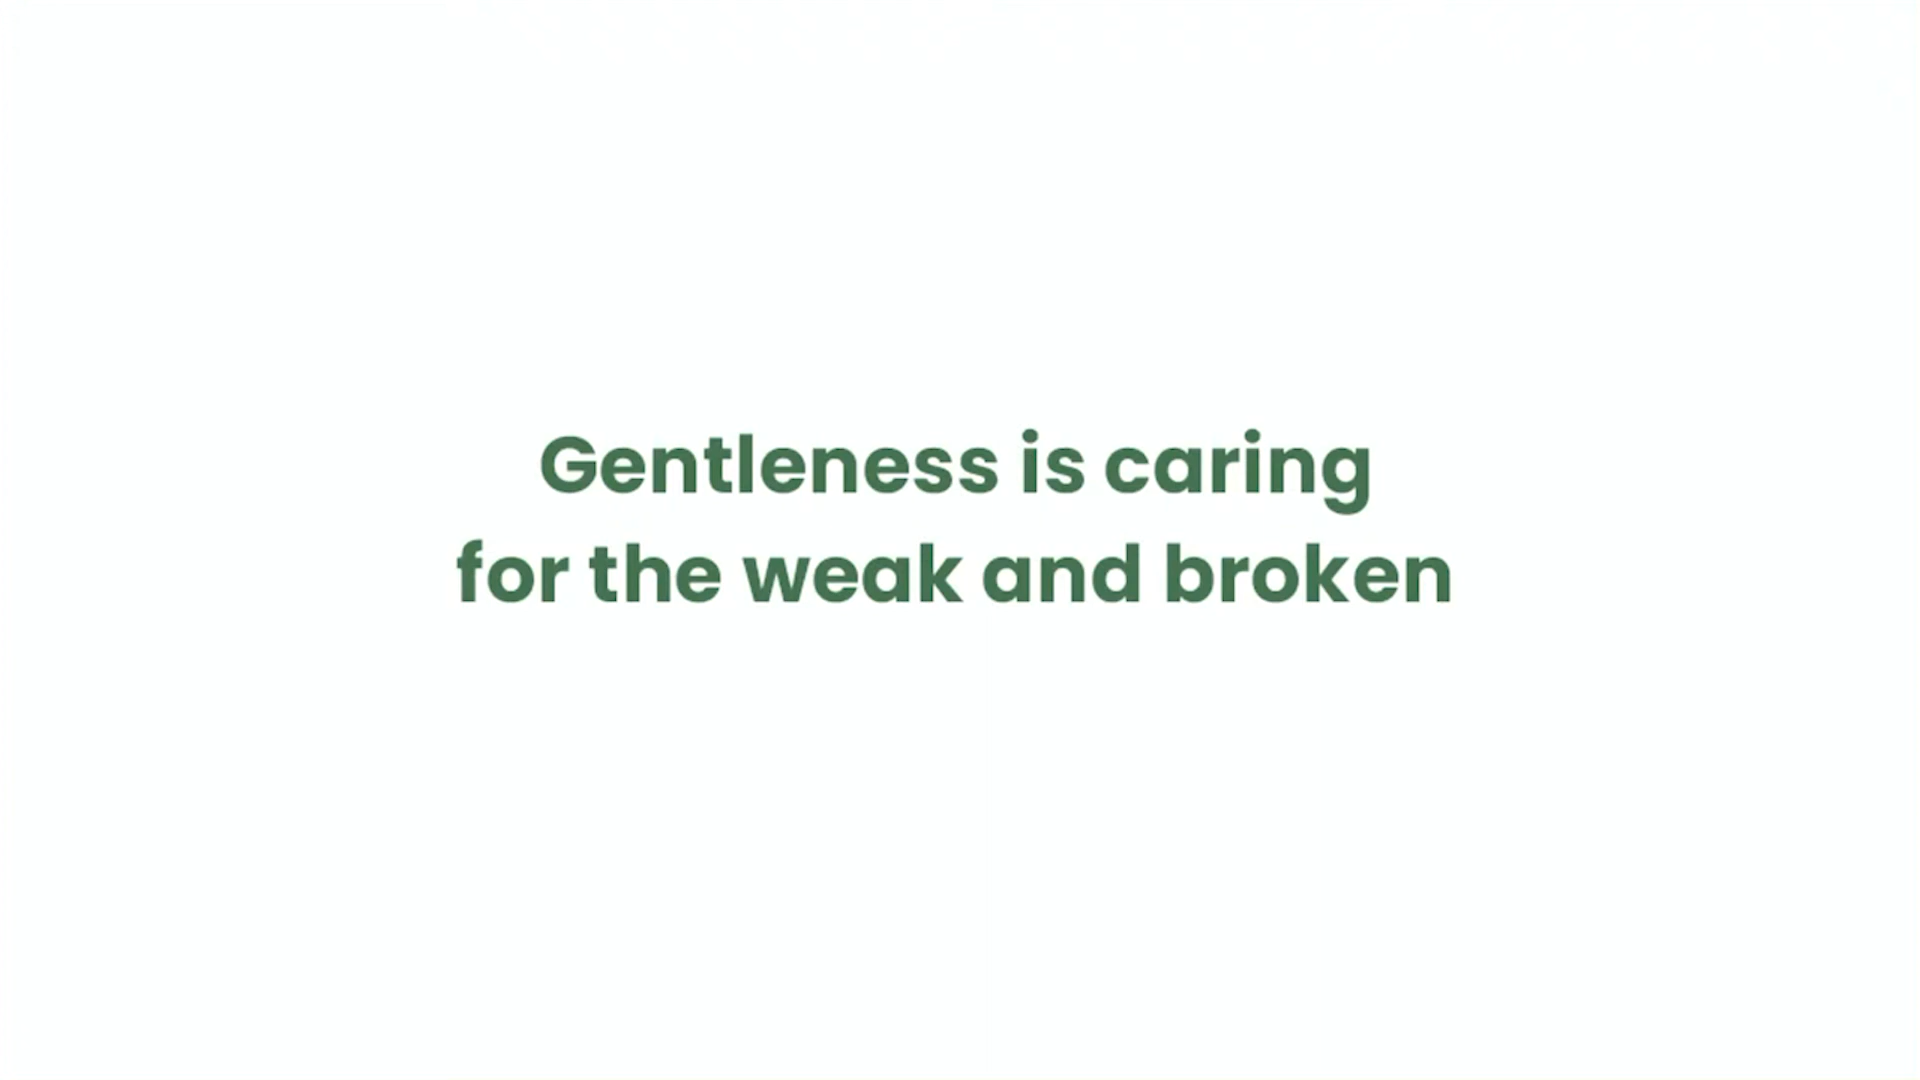 Gentleness is caring
for the weak and broken